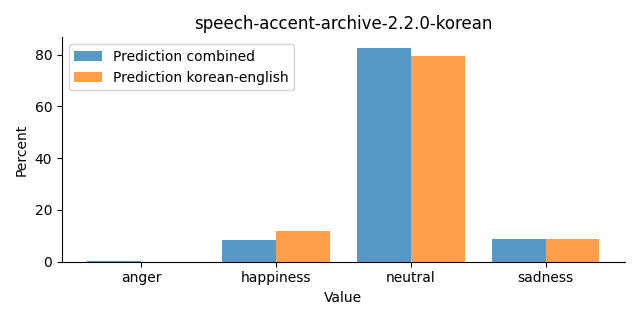 speech-accent-archive-2.2.0-korean
Prediction combined
Prediction korean-english
Percent
80
60
40
20
0
anger happiness neutral sadness
Value